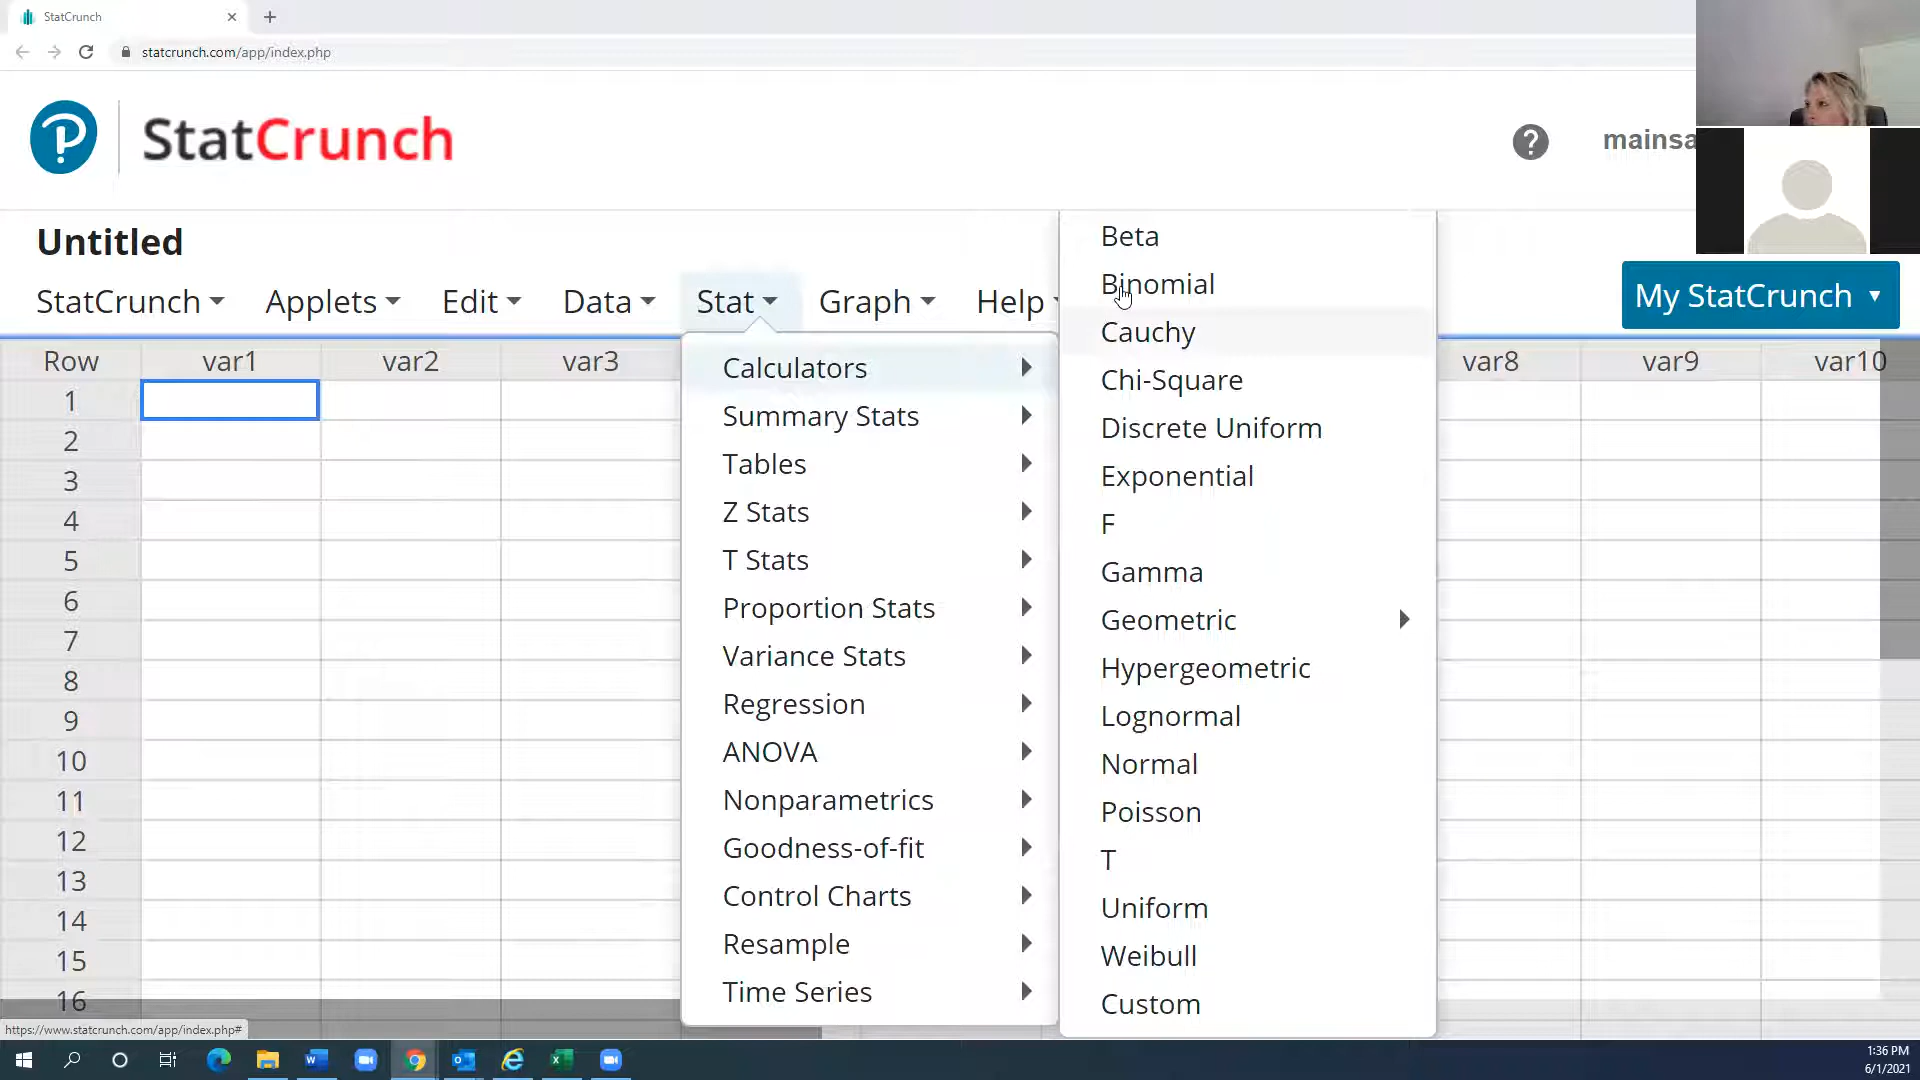 StatCrunch
statcrunch.com/app/index.php
StatCrunch
mainsa
Untitled
StatCrunch Applets Edit Data Stat Graph Help
My StatCrunch
Row var1 var2 var3 var8 var9 var10
1
2
3
4
5
6
7
8
9
10
11
12
13
14
15
16
Calculators
Summary Stats
Tables
Z Stats
T Stats
Proportion Stats
Variance Stats
Regression
ANOVA
Nonparametrics
Goodness-of-fit
Control Charts
Resample
Time Series
Beta
Binomial
Cauchy
Chi-Square
Discrete Uniform
Exponential
F
Gamma
Geometric
Hypergeometric
Lognormal
Normal
Poisson
T
Uniform
Weibull
Custom
https://www.statcrunch.com/app/index.php#
1:36 PM
6/1/2021